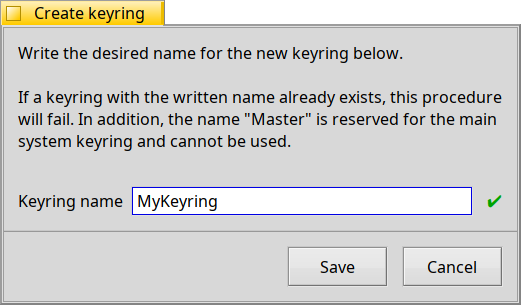 Create keyring
Write the desired name for the new keyring below.
If a keyring with the written name already exists, this procedure
will fail. In addition, the name "Master" is reserved for the main
system keyring and cannot be used.
Keyring name MyKeyring ✔
Save Cancel